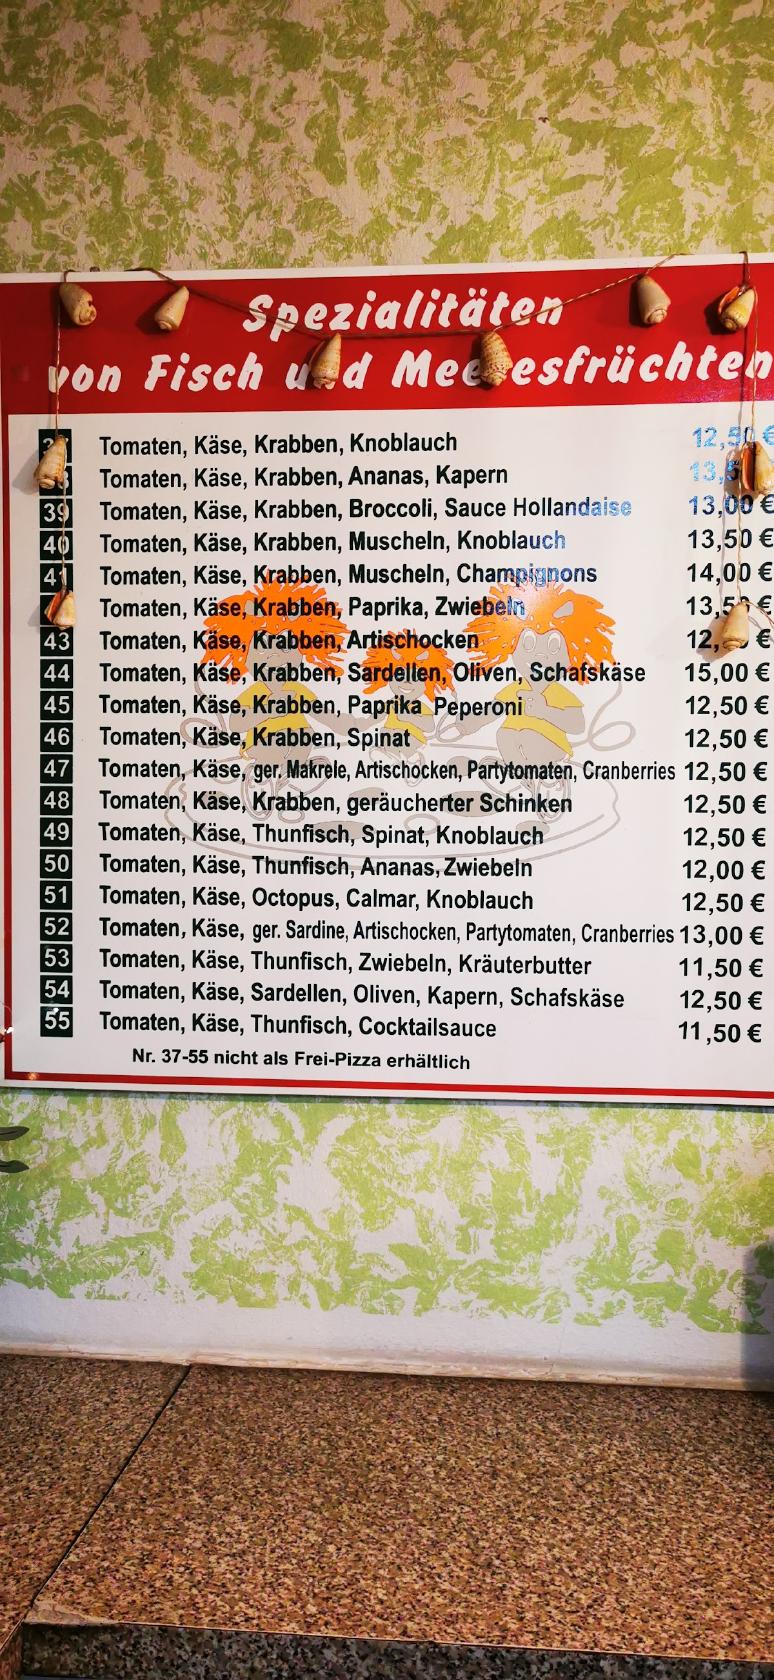 Spezialitäten
von Fisch und Meeresfrüchten
Tomaten, Käse, Krabben, Knoblauch 12,50 €
Tomaten, Käse, Krabben, Ananas, Kapern
39 Tomaten, Käse, Krabben, Broccoli, Sauce Hollandaise 13,00 €
40 Tomaten, Käse, Krabben, Muscheln, Knoblauch 13,50 €
41 Tomaten, Käse, Krabben, Muscheln, Champignons 14,00 €
Tomaten, Käse, Krabben, Paprika, Zwiebeln 13,50 €
43 Tomaten, Käse, Krabben, Artischocken €
44 Tomaten, Käse, Krabben, Sardellen, Oliven, Schafskäse 15,00 €
45 Tomaten, Käse, Krabben, Paprika Peperoni 12,50 €
46 Tomaten, Käse, Krabben, Spinat 12,50 €
47 Tomaten, Käse, ger. Makrele, Artischocken, Partytomaten, Cranberries 12,50 €
48 Tomaten, Käse, Krabben, geräucherter Schinken 12,50 €
49 Tomaten, Käse, Thunfisch, Spinat, Knoblauch 12,50 €
50 Tomaten, Käse, Thunfisch, Ananas, Zwiebeln 12,00 €
51 Tomaten, Käse, Octopus, Calmar, Knoblauch 12,50 €
52 Tomaten, Käse, ger. Sardine, Artischocken, Partytomaten, Cranberries 13,00 €
53 Tomaten, Käse, Thunfisch, Zwiebeln, Kräuterbutter 11,50 €
54 Tomaten, Käse, Sardellen, Oliven, Kapern, Schafskäse 12,50 €
55 Tomaten, Käse, Thunfisch, Cocktailsauce 11,50 €
Nr. 37-55 nicht als Frei-Pizza erhältlich